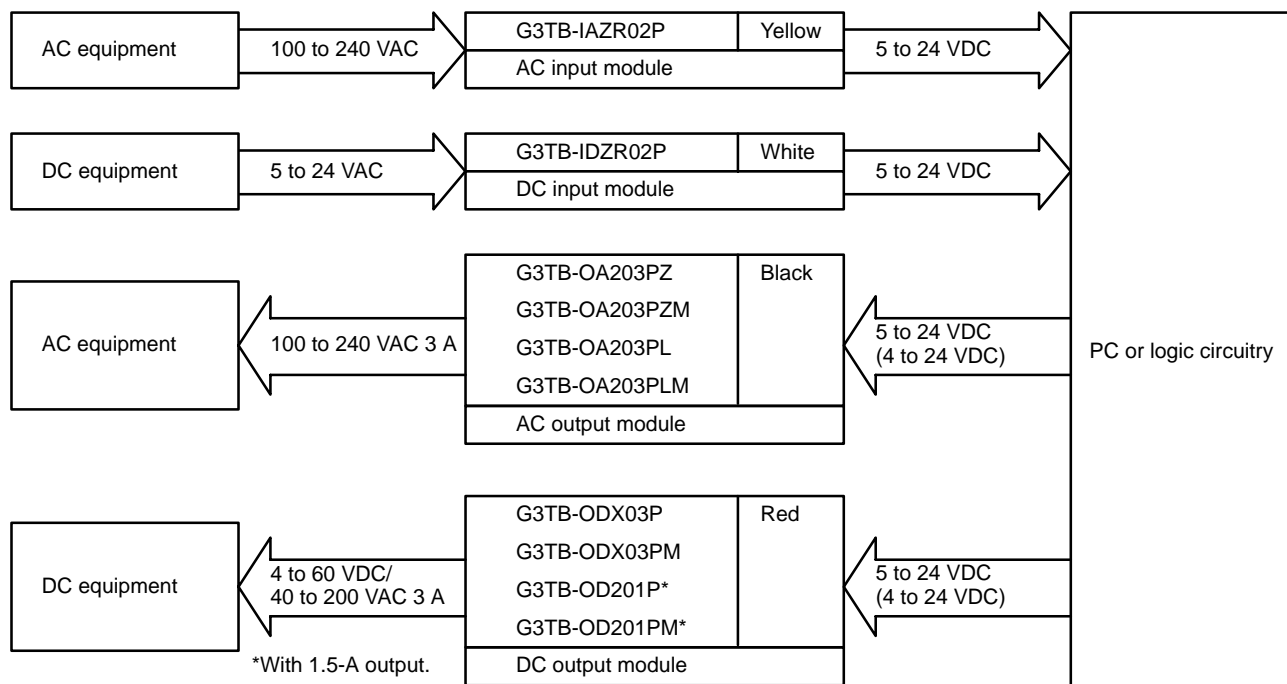 AC equipment
100 to 240 VAC
G3TB-IAZR02P
Yellow
AC input module
5 to 24 VDC
DC equipment
5 to 24 VAC
G3TB-IDZR02P
White
DC input module
5 to 24 VDC
AC equipment
100 to 240 VAC 3 A
G3TB-OA203PZ
G3TB-OA203PZM
G3TB-OA203PL
G3TB-OA203PLM
Black
AC output module
5 to 24 VDC
(4 to 24 VDC)
PC or logic circuitry
DC equipment
4 to 60 VDC/
40 to 200 VAC 3 A
*With 1.5-A output.
G3TB-ODX03P
G3TB-ODX03PM
G3TB-OD201P*
G3TB-OD201PM*
Red
DC output module
5 to 24 VDC
(4 to 24 VDC)